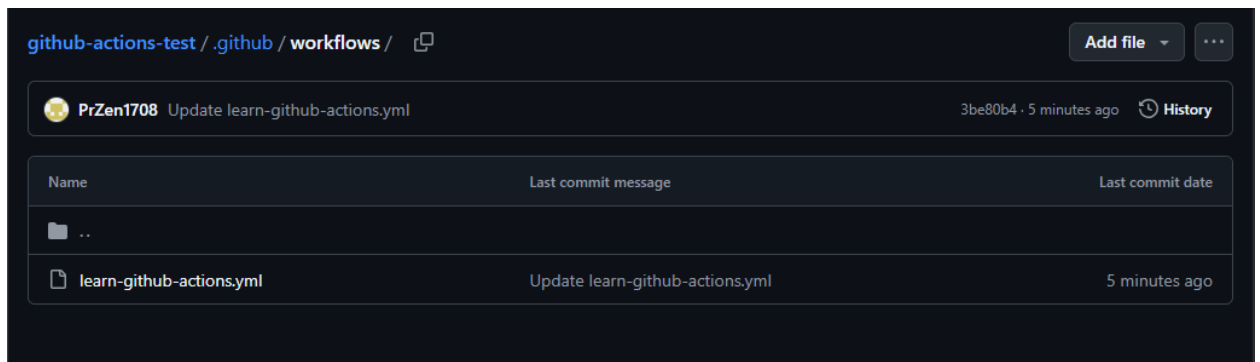 github-actions-test / .github / workflows /
Add file
...
PrZen1708 Update learn-github-actions.yml
3be80b4 · 5 minutes ago
History
Name Last commit message Last commit date
..
learn-github-actions.yml Update learn-github-actions.yml 5 minutes ago